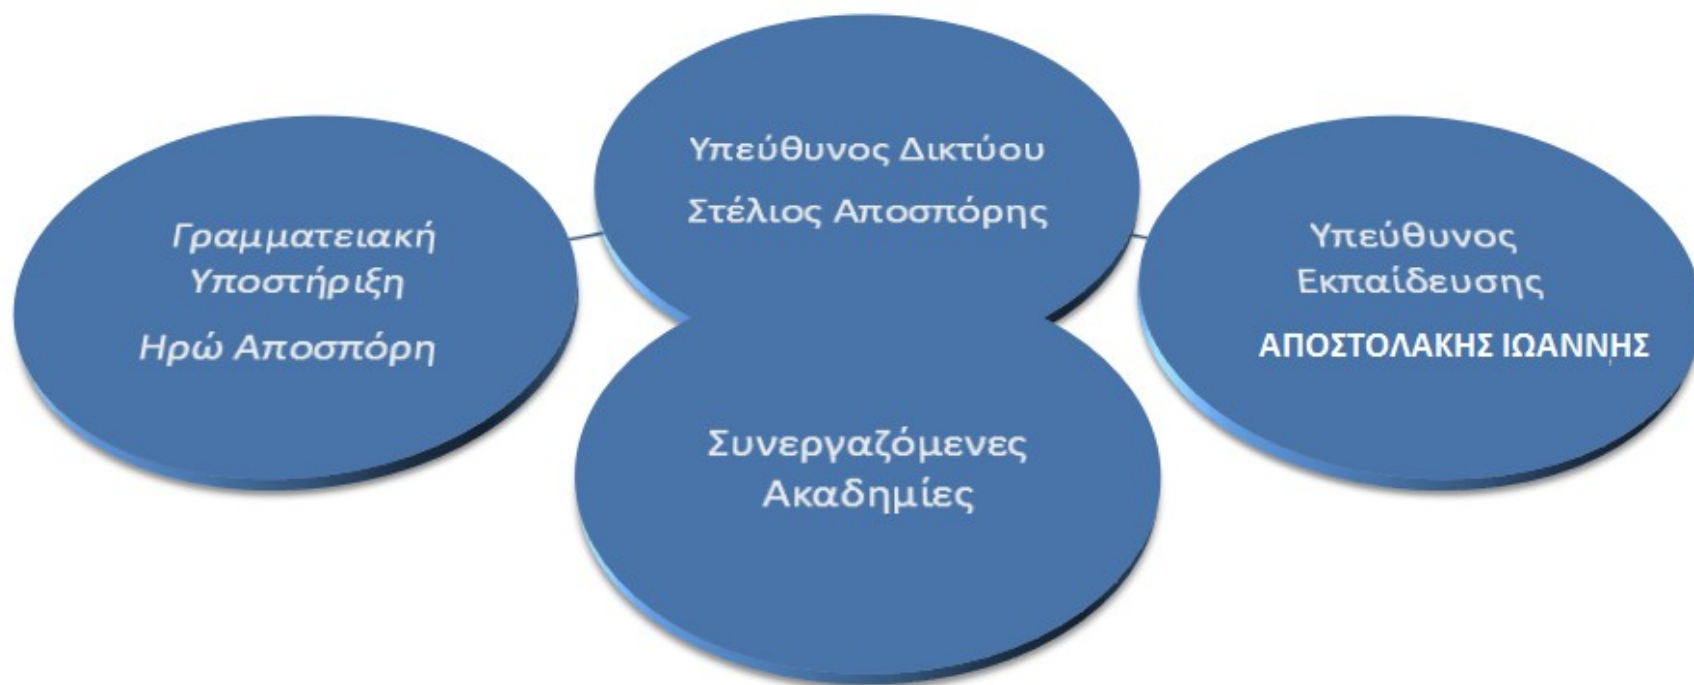 Υπεύθυνος Δικτύου
Στέλιος Αποσπόρης
Γραμματειακή
Υποστήριξη
Ηρώ Αποσπόρη
Υπεύθυνος
Εκπαίδευσης
ΑΠΟΣΤΟΛΑΚΗΣ ΙΩΑΝΝΗΣ
Συνεργαζόμενες
Ακαδημίες